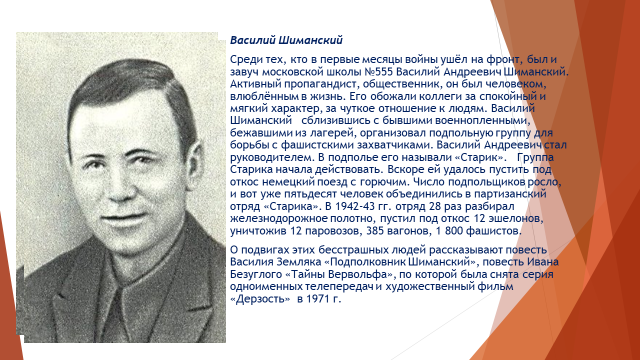 Василий Шиманский
Среди тех, кто в первые месяцы войны ушёл на фронт, был и
завуч московской школы №555 Василий Андреевич Шиманский.
Активный пропагандист, общественник, он был человеком,
влюблённым в жизнь. Его обожали коллеги за спокойный и
мягкий характер, за чуткое отношение к людям. Василий
Шиманский сблизившись с бывшими военнопленными,
бежавшими из лагерей, организовал подпольную группу для
борьбы с фашистскими захватчиками. Василий Андреевич стал
руководителем. В подполье его называли «Старик». Группа
Старика начала действовать. Вскоре ей удалось пустить под
откос немецкий поезд с горючим. Число подпольщиков росло,
и вот уже пятьдесят человек объединились в партизанский
отряд «Старика». В 1942-43 гг. отряд 28 раз разбирал
железнодорожное полотно, пустил под откос 12 эшелонов,
уничтожив 12 паровозов, 385 вагонов, 1 800 фашистов.
О подвигах этих бесстрашных людей рассказывают повесть
Василия Земляка «Подполковник Шиманский», повесть Ивана
Безуглого «Тайны Вервольфа», по которой была снята серия
одноименных телепередач и художественный фильм
«Дерзость» в 1971 г.